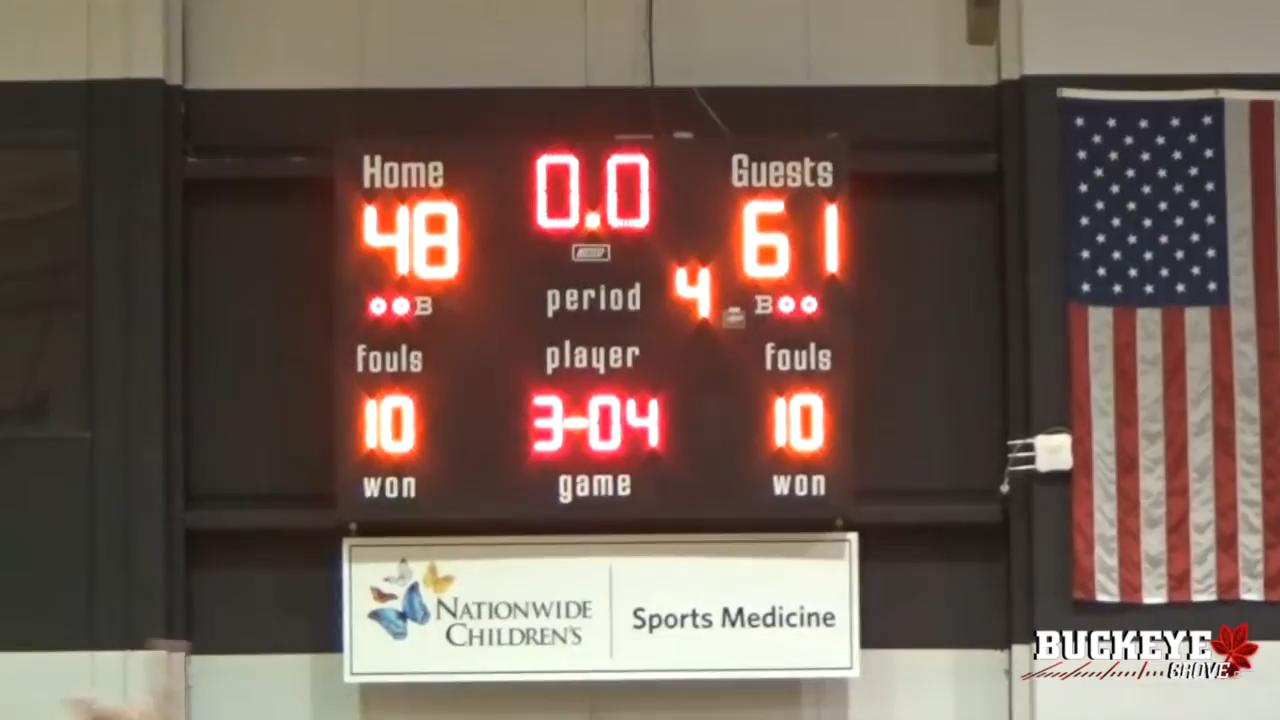 Home 0.0 Guests
48 61
B period 4 B
fouls player fouls
10 3-04 10
won game won
NATIONWIDE CHILDREN'S
Sports Medicine
BUCKEYE
GROVE